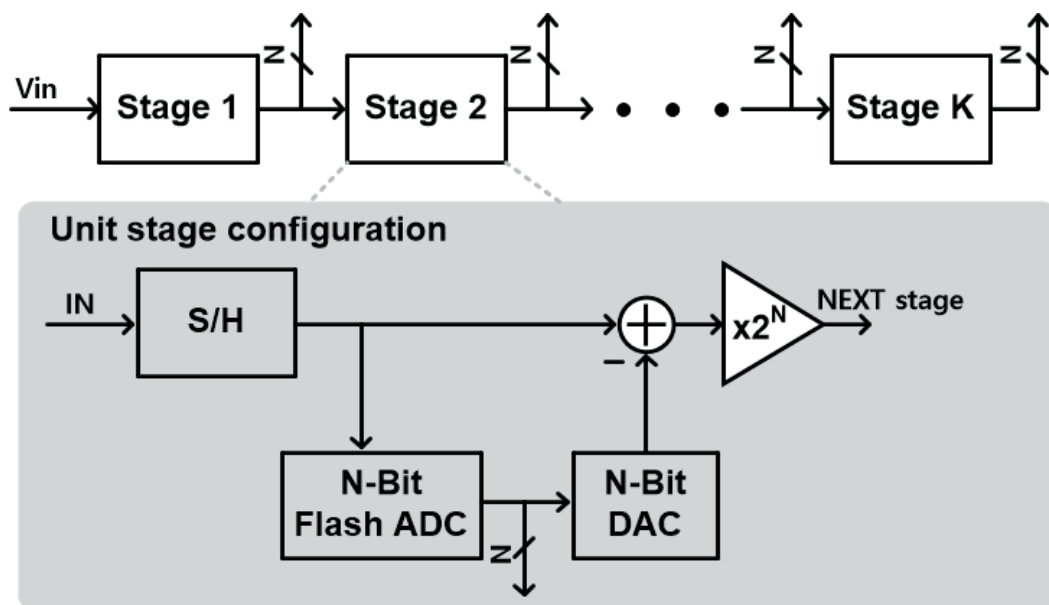 N
N
N
N
Vin
Stage 1
Stage 2
Stage K
Unit stage configuration
IN
S/H
x2^N
NEXT stage
N-Bit
Flash ADC
N-Bit
DAC
N